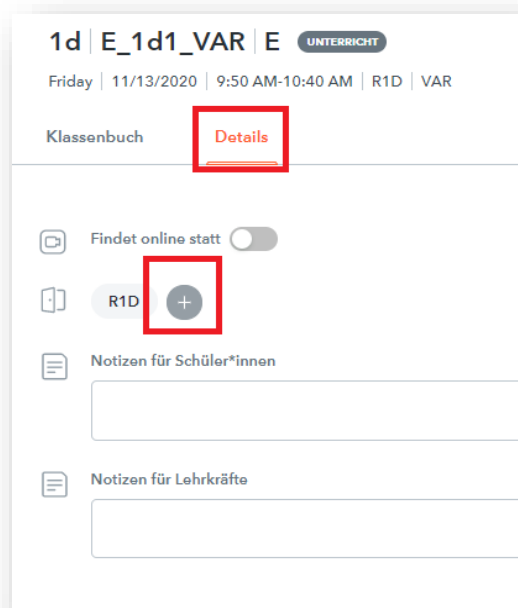 1d | E_1d1_VAR | E UNTERRICHT
Friday | 11/13/2020 | 9:50 AM-10:40 AM | R1D | VAR
Klassenbuch Details
Findet online statt
R1D +
Notizen für Schüler*innen
Notizen für Lehrkräfte